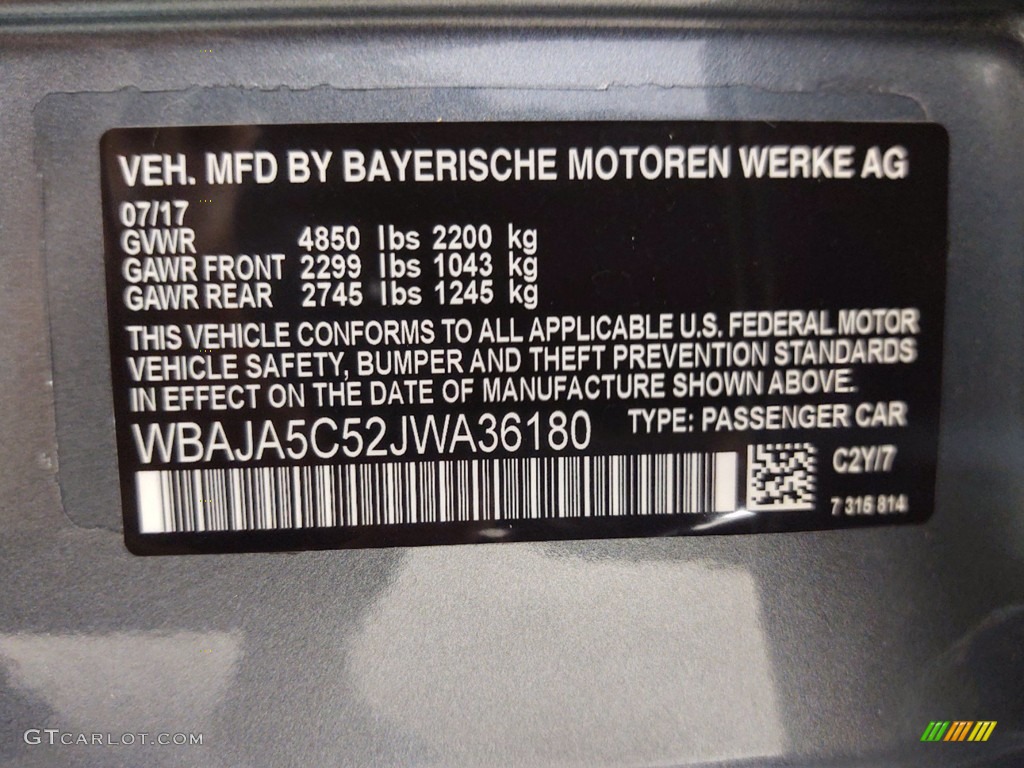 VEH. MFD BY BAYERISCHE MOTOREN WERKE AG
07/17
GVWR 4850 lbs 2200 kg
GAWR FRONT 2299 lbs 1043 kg
GAWR REAR 2745 lbs 1245 kg
THIS VEHICLE CONFORMS TO ALL APPLICABLE U.S. FEDERAL MOTOR
VEHICLE SAFETY, BUMPER AND THEFT PREVENTION STANDARDS
IN EFFECT ON THE DATE OF MANUFACTURE SHOWN ABOVE.
WBAJA5C52JWA36180 TYPE: PASSENGER CAR
C2Y/7
7 315 814
GTCARLOT.COM